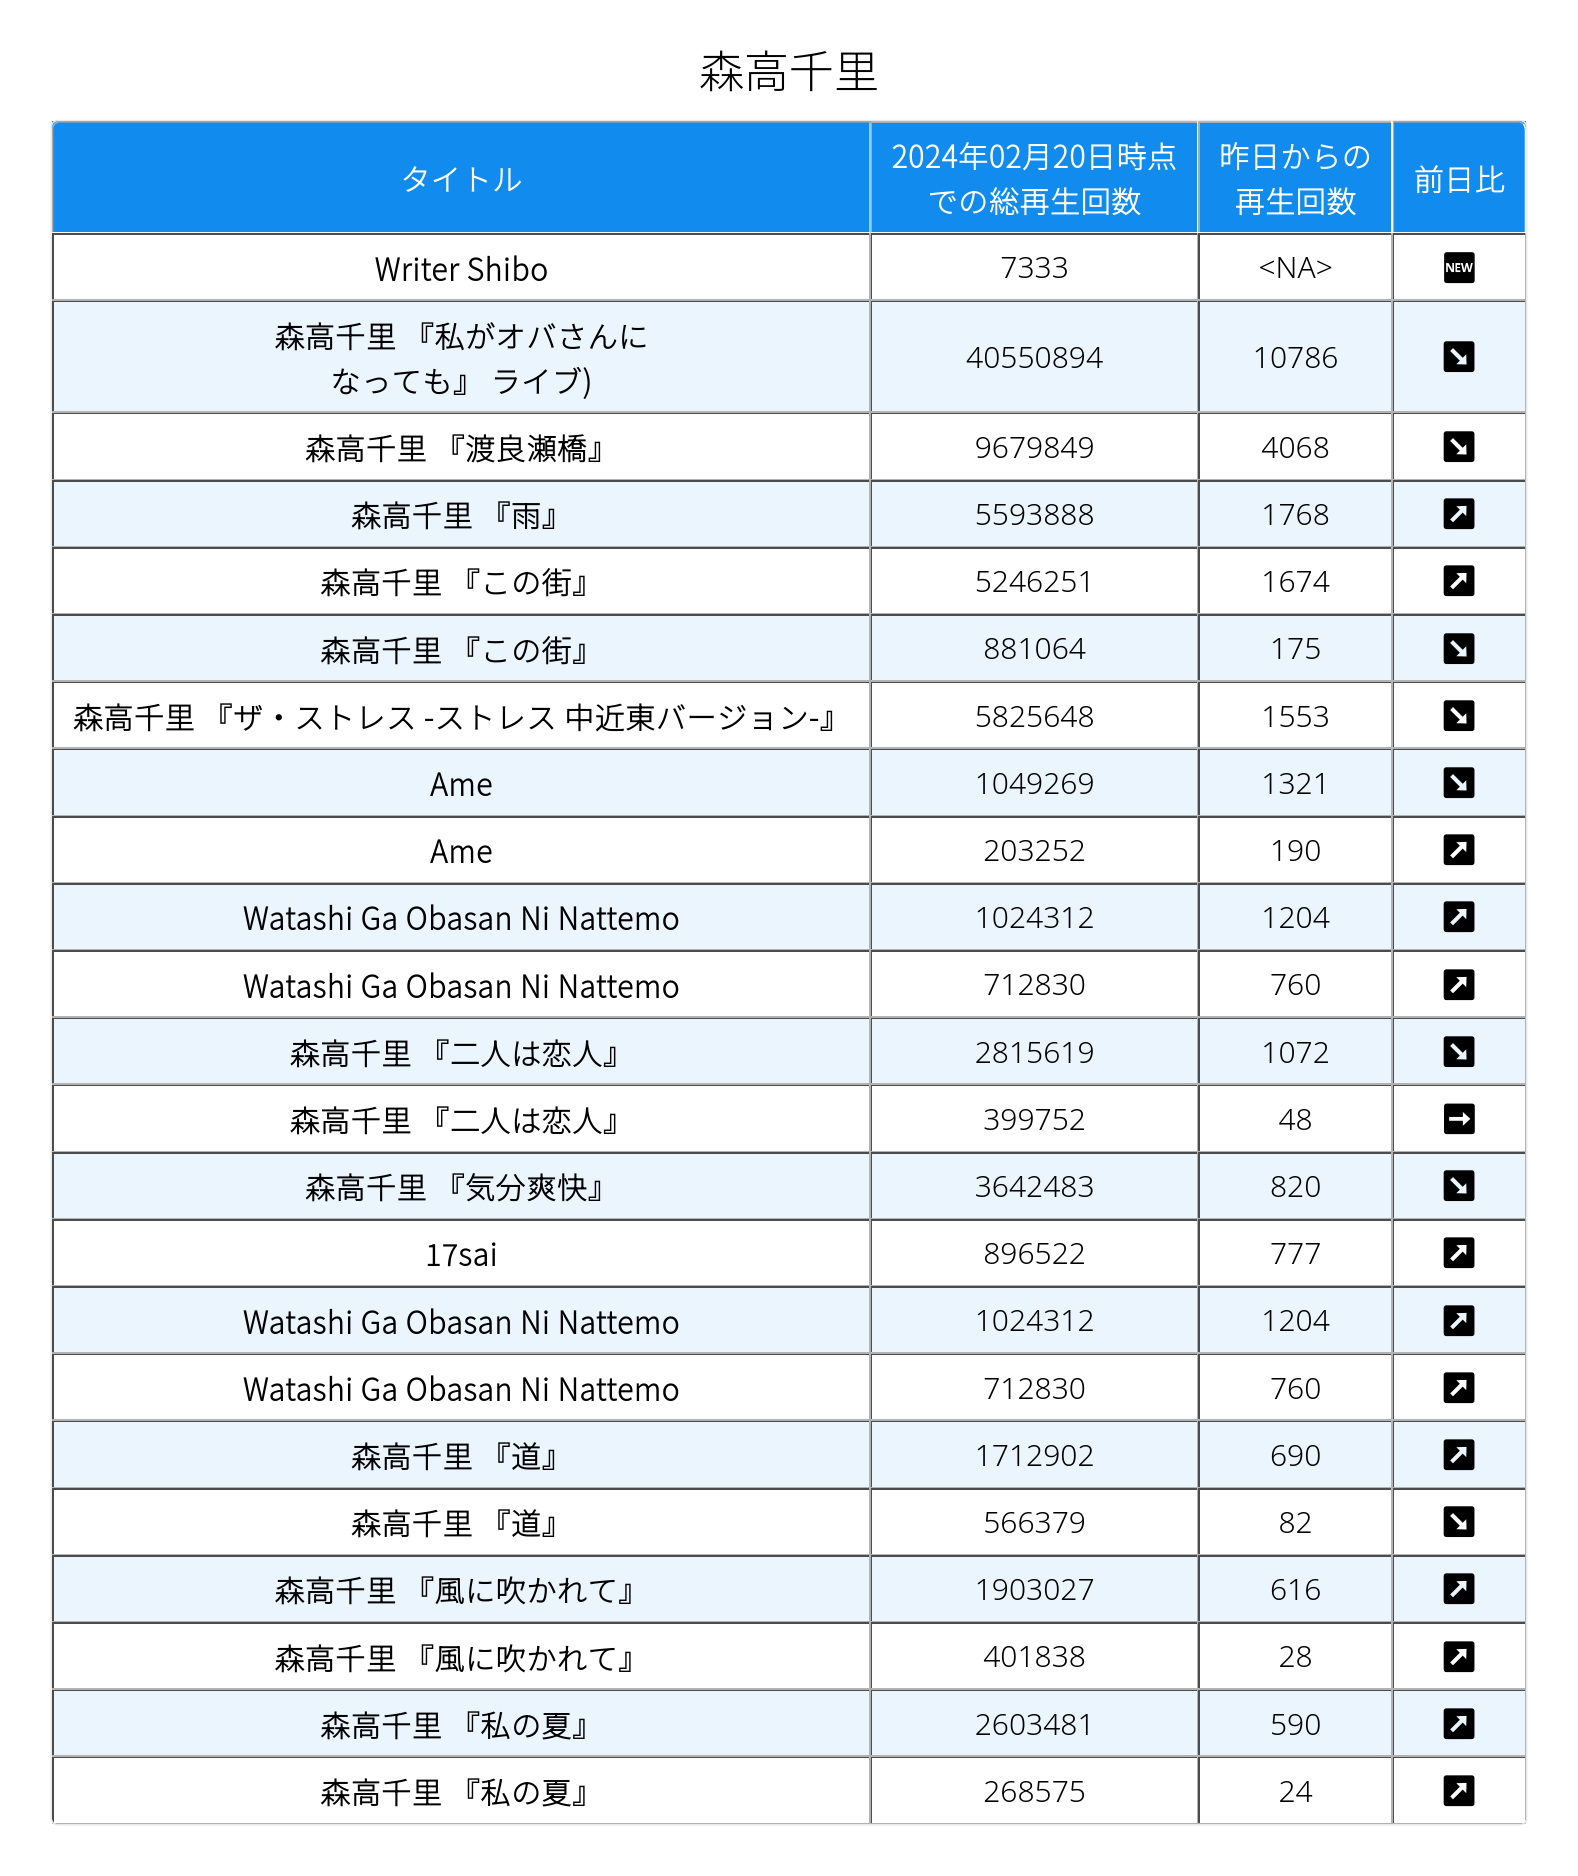 森高千里
タイトル
2024年02月20日時点
での総再生回数
昨日からの
再生回数
前日比
Writer Shibo 7333 <NA> NEW
森高千里 『私がオバさんに
なっても』 ライブ) 40550894 10786
森高千里 『渡良瀬橋』 9679849 4068
森高千里 『雨』 5593888 1768
森高千里 『この街』 5246251 1674
森高千里 『この街』 881064 175
森高千里 『ザ・ストレス -ストレス 中近東バージョン-』 5825648 1553
Ame 1049269 1321
Ame 203252 190
Watashi Ga Obasan Ni Nattemo 1024312 1204
Watashi Ga Obasan Ni Nattemo 712830 760
森高千里 『二人は恋人』 2815619 1072
森高千里 『二人は恋人』 399752 48
森高千里 『気分爽快』 3642483 820
17sai 896522 777
Watashi Ga Obasan Ni Nattemo 1024312 1204
Watashi Ga Obasan Ni Nattemo 712830 760
森高千里 『道』 1712902 690
森高千里 『道』 566379 82
森高千里 『風に吹かれて』 1903027 616
森高千里 『風に吹かれて』 401838 28
森高千里 『私の夏』 2603481 590
森高千里 『私の夏』 268575 24